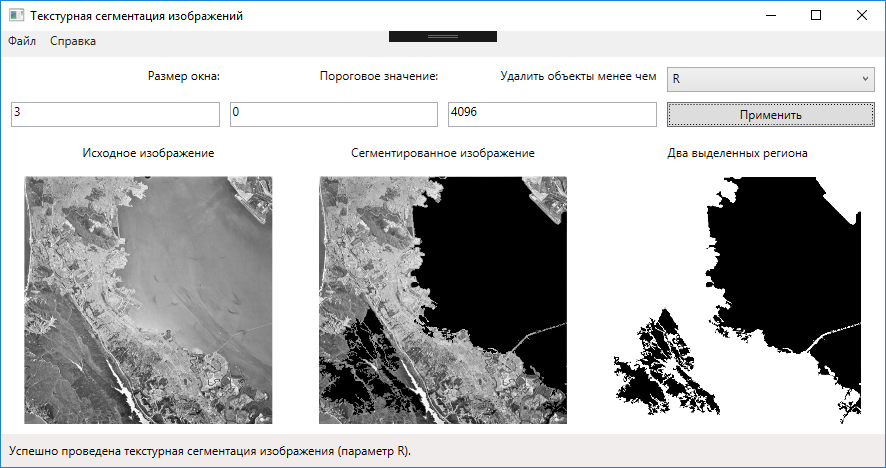 Текстурная сегментация изображений
Файл Справка
Размер окна: Пороговое значение: Удалить объекты менее чем R
3 0 4096 Применить
Исходное изображение Сегментированное изображение Два выделенных региона
Успешно проведена текстурная сегментация изображения (параметр R).